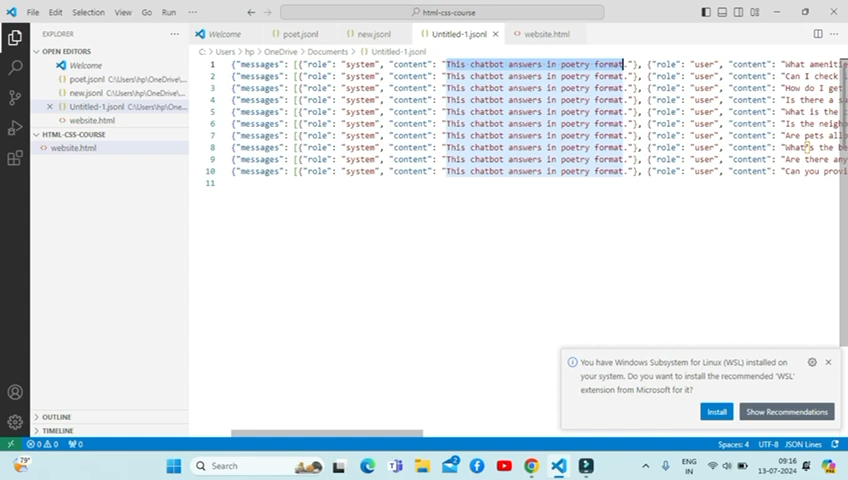 File Edit Selection View Go Run ··· html-css-course
EXPLORER ··· Welcome poet.jsonl new.jsonl Untitled-1.jsonl website.html
C: > Users > hp > OneDrive > Documents > Untitled-1.jsonl
OPEN EDITORS
Welcome
poet.jsonl C:\Users\hp\OneDrive\...
new.jsonl C:\Users\hp\OneDrive\...
Untitled-1.jsonl C:\Users\hp\One...
website.html
HTML-CSS-COURSE
website.html
1 {"messages": [{"role": "system", "content": "This chatbot answers in poetry format."}, {"role": "user", "content": "What amenit
2 {"messages": [{"role": "system", "content": "This chatbot answers in poetry format."}, {"role": "user", "content": "Can I check
3 {"messages": [{"role": "system", "content": "This chatbot answers in poetry format."}, {"role": "user", "content": "How do I get
4 {"messages": [{"role": "system", "content": "This chatbot answers in poetry format."}, {"role": "user", "content": "Is there a s
5 {"messages": [{"role": "system", "content": "This chatbot answers in poetry format."}, {"role": "user", "content": "What is the c
6 {"messages": [{"role": "system", "content": "This chatbot answers in poetry format."}, {"role": "user", "content": "Is the neigh
7 {"messages": [{"role": "system", "content": "This chatbot answers in poetry format."}, {"role": "user", "content": "Are pets all
8 {"messages": [{"role": "system", "content": "This chatbot answers in poetry format."}, {"role": "user", "content": "What's the be
9 {"messages": [{"role": "system", "content": "This chatbot answers in poetry format."}, {"role": "user", "content": "Are there any
10 {"messages": [{"role": "system", "content": "This chatbot answers in poetry format."}, {"role": "user", "content": "Can you provi
11
You have Windows Subsystem for Linux (WSL) installed on
your system. Do you want to install the recommended 'WSL'
extension from Microsoft for it?
Install Show Recommendations
OUTLINE
TIMELINE
0 0 0 Spaces: 4 UTF-8 JSON Lines
79° Search 2 ENG IN 09:16 13-07-2024